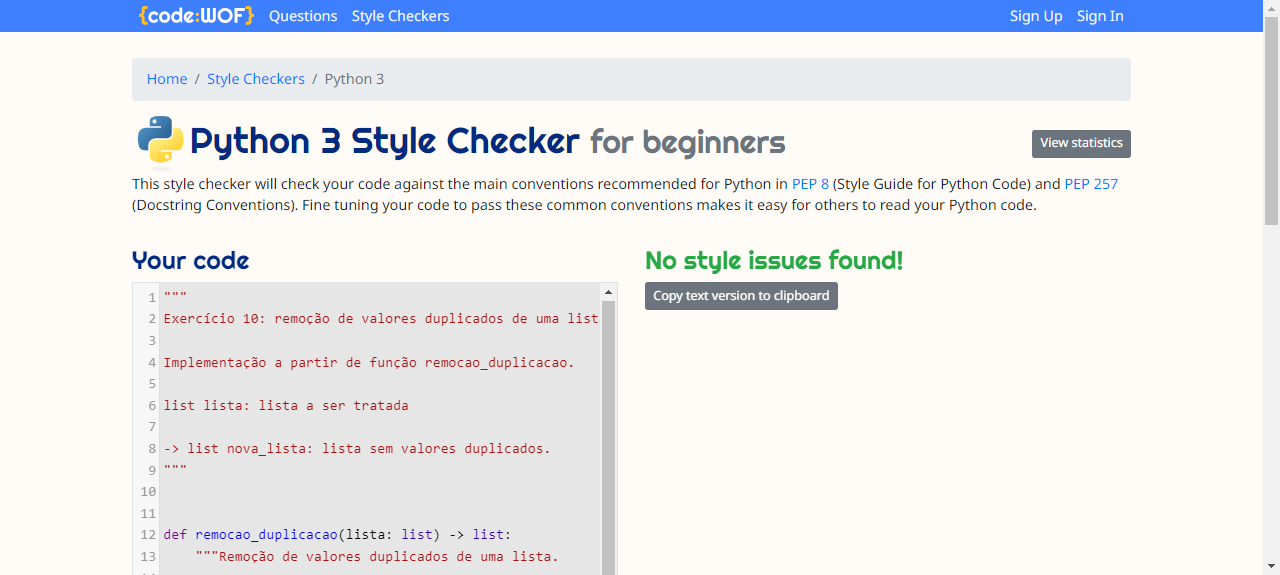 {code:WOF} Questions Style Checkers Sign Up Sign In
Home / Style Checkers / Python 3
Python 3 Style Checker for beginners
View statistics
This style checker will check your code against the main conventions recommended for Python in PEP 8 (Style Guide for Python Code) and PEP 257
(Docstring Conventions). Fine tuning your code to pass these common conventions makes it easy for others to read your Python code.
Your code
1 """
2 Exercício 10: remoção de valores duplicados de uma list
3
4 Implementação a partir de função remocao_duplicacao.
5
6 list lista: lista a ser tratada
7
8 -> list nova_lista: lista sem valores duplicados.
9 """
10
11
12 def remocao_duplicacao(lista: list) -> list:
13 """Remoção de valores duplicados de uma lista.
No style issues found!
Copy text version to clipboard